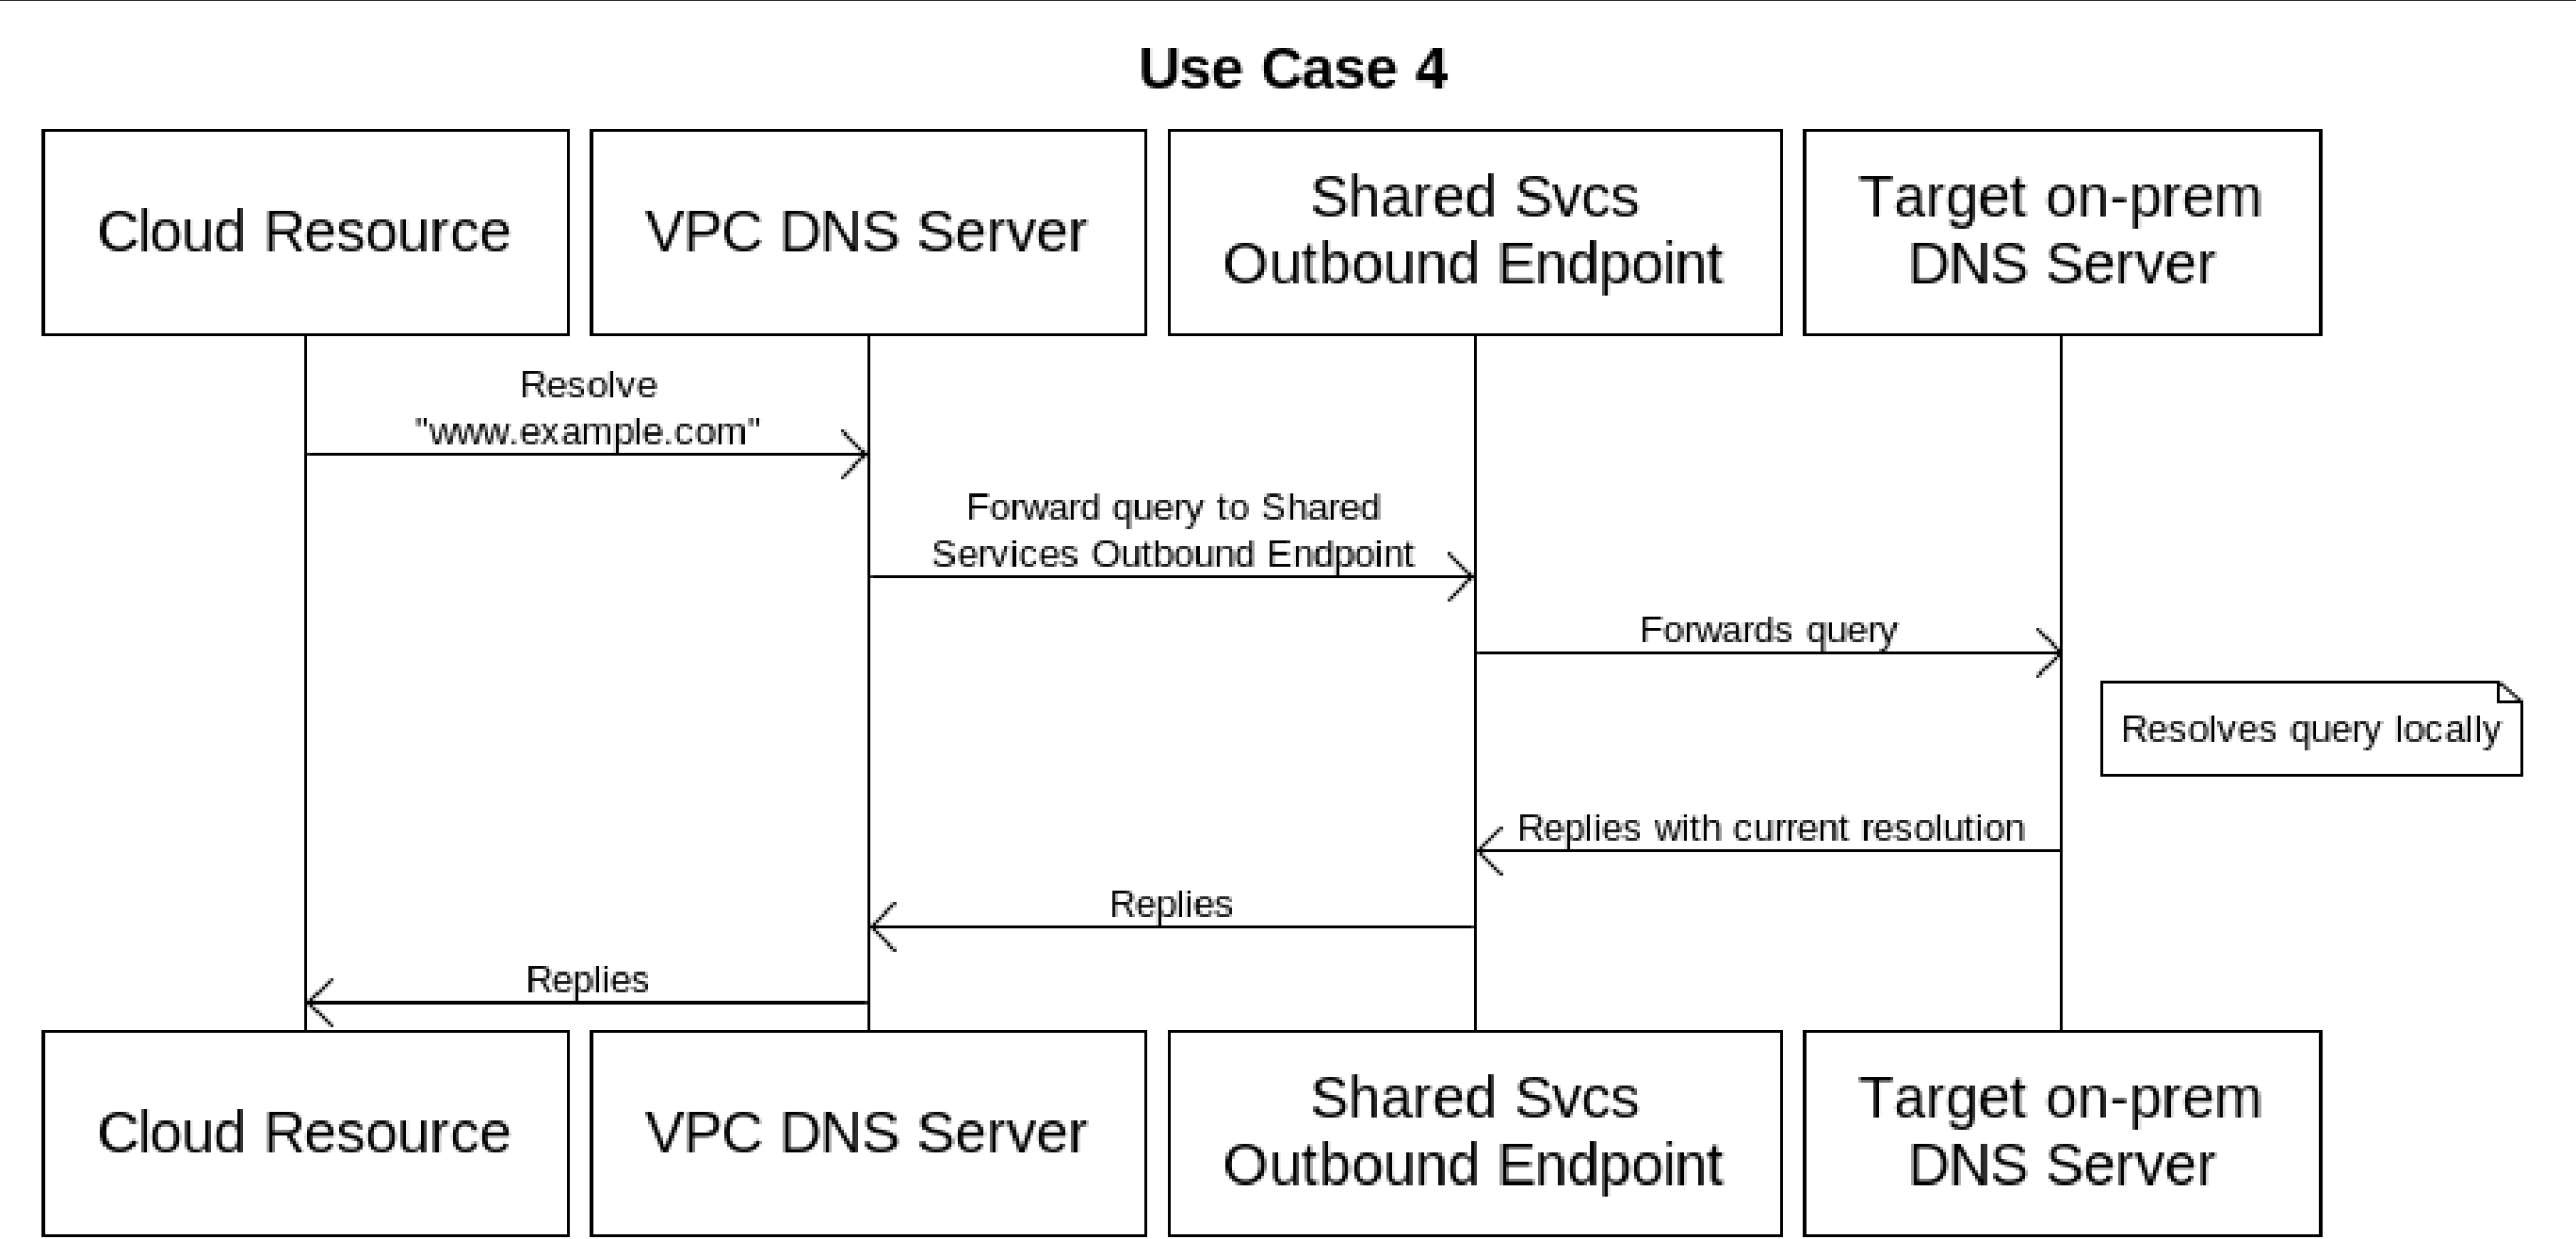 Use Case 4
Cloud Resource
VPC DNS Server
Shared Svcs
Outbound Endpoint
Target on-prem
DNS Server
Resolve
"www.example.com"
Forward query to Shared
Services Outbound Endpoint
Forwards query
Resolves query locally
Replies with current resolution
Replies
Replies
Cloud Resource
VPC DNS Server
Shared Svcs
Outbound Endpoint
Target on-prem
DNS Server